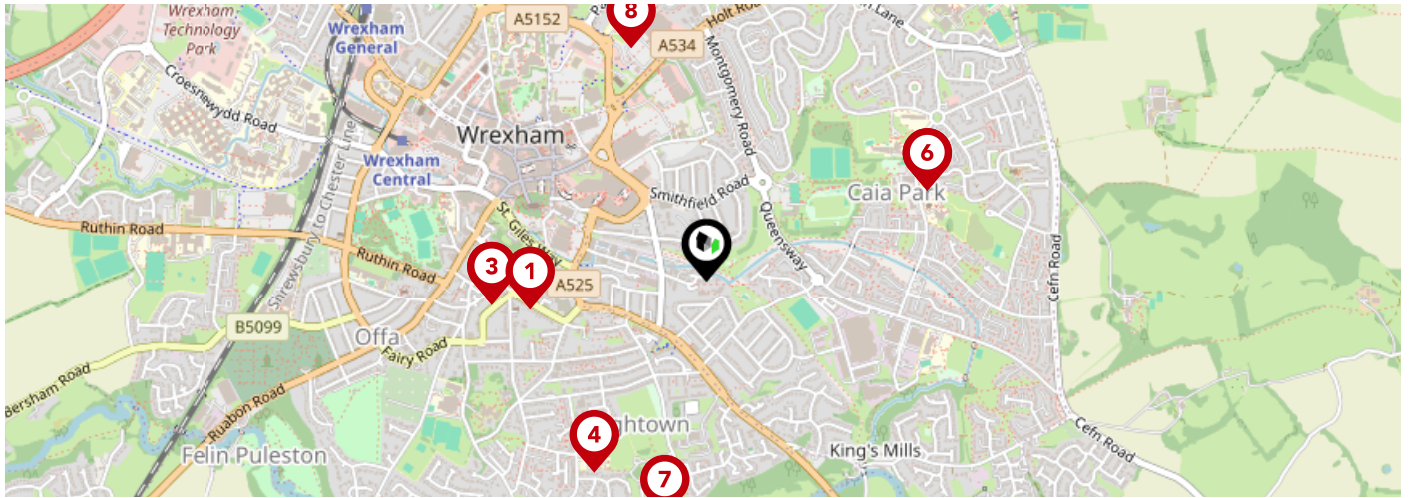 Wrexham
Technology
Park
Wrexham
General
A5152
8
A534
Holt
Lane
Croesnewydd Road
Montgomery Road
Wrexham
Wrexham
Central
6
Caia Park
Smithfield Road
Shrewsbury to Chester Line
Ruthin Road
Ruthin Road
St. Giles Way
Queensway
Cefn Road
3
1
A525
B5099
Offa
Fairy Road
Bersham Road
Ruabon Road
4
ghtown
Felin Puleston
7
King's Mills
Cefn Road